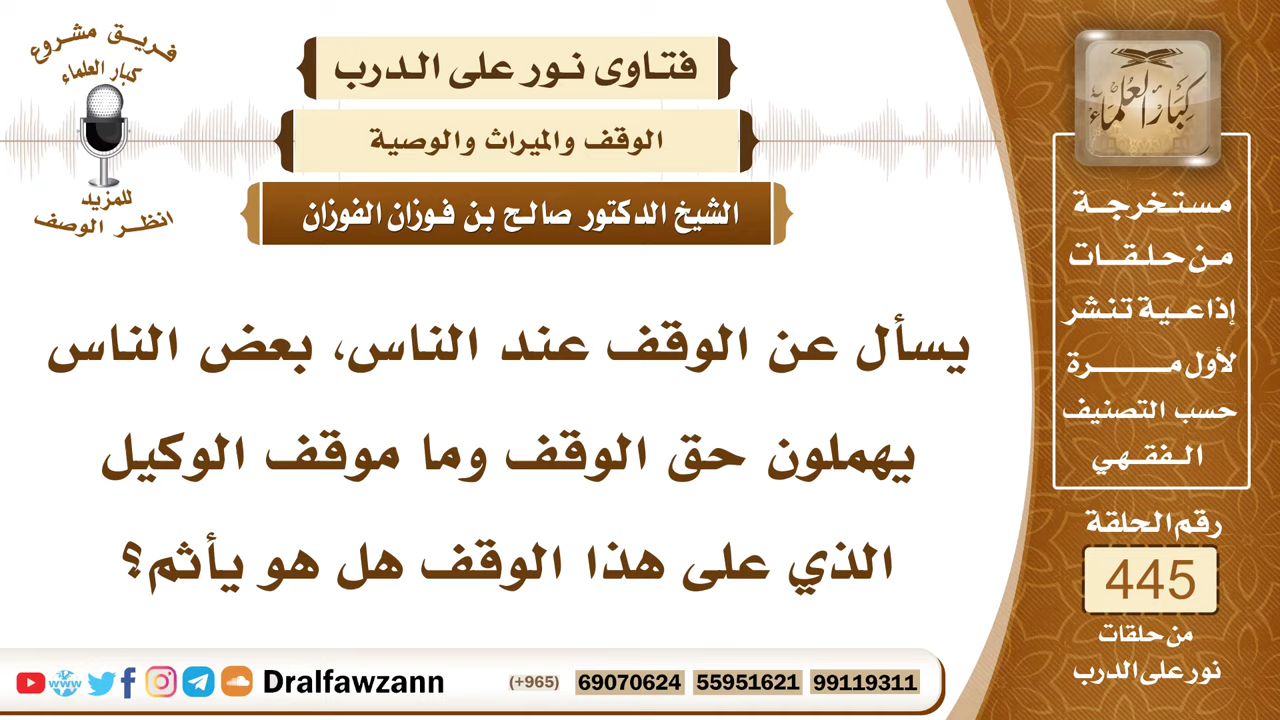 فريق مشروع
كبار العلماء
للمزيد
انظر الوصف
فتاوى نور على الدرب
الوقف والميراث والوصية
الشيخ الدكتور صالح بن فوزان الفوزان
يسأل عن الوقف عند الناس، بعض الناس
يهملون حق الوقف وما موقف الوكيل
الذي على هذا الوقف هل هو يأثم؟
كبار العلماء
مستخرجة
من حلقات
إذاعية تنشر
لأول مرة
حسب التصنيف
الفقهي
رقم الحلقة
445
من حلقات
نور على الدرب
www
Dralfawzann
(+965) 69070624 55951621 99119311